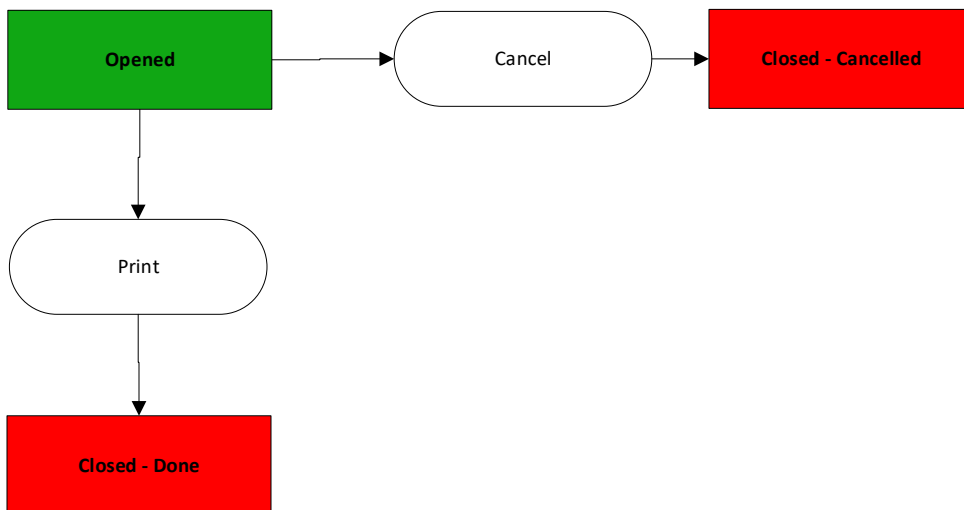 Opened
Cancel
Closed - Cancelled
Print
Closed - Done